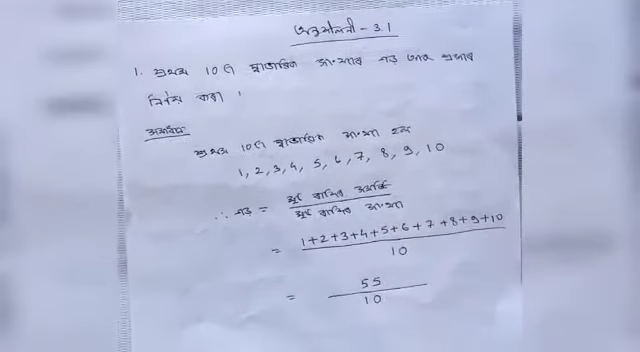 অনুশীলনী - 3.1
1. প্রথম 10টি স্বাভাবিক সংখ্যার গড় আৰু প্ৰসাৰ
নির্ণয় করা ।
সমাধান
প্রথম 10টি স্বাভাবিক সংখ্যা হল
1, 2, 3, 4, 5, 6, 7, 8, 9, 10
∴ গড় = রাশির সমষ্টি
রাশির সংখ্যা
= 1+2+3+4+5+6+7+8+9+10
10
= 55
10